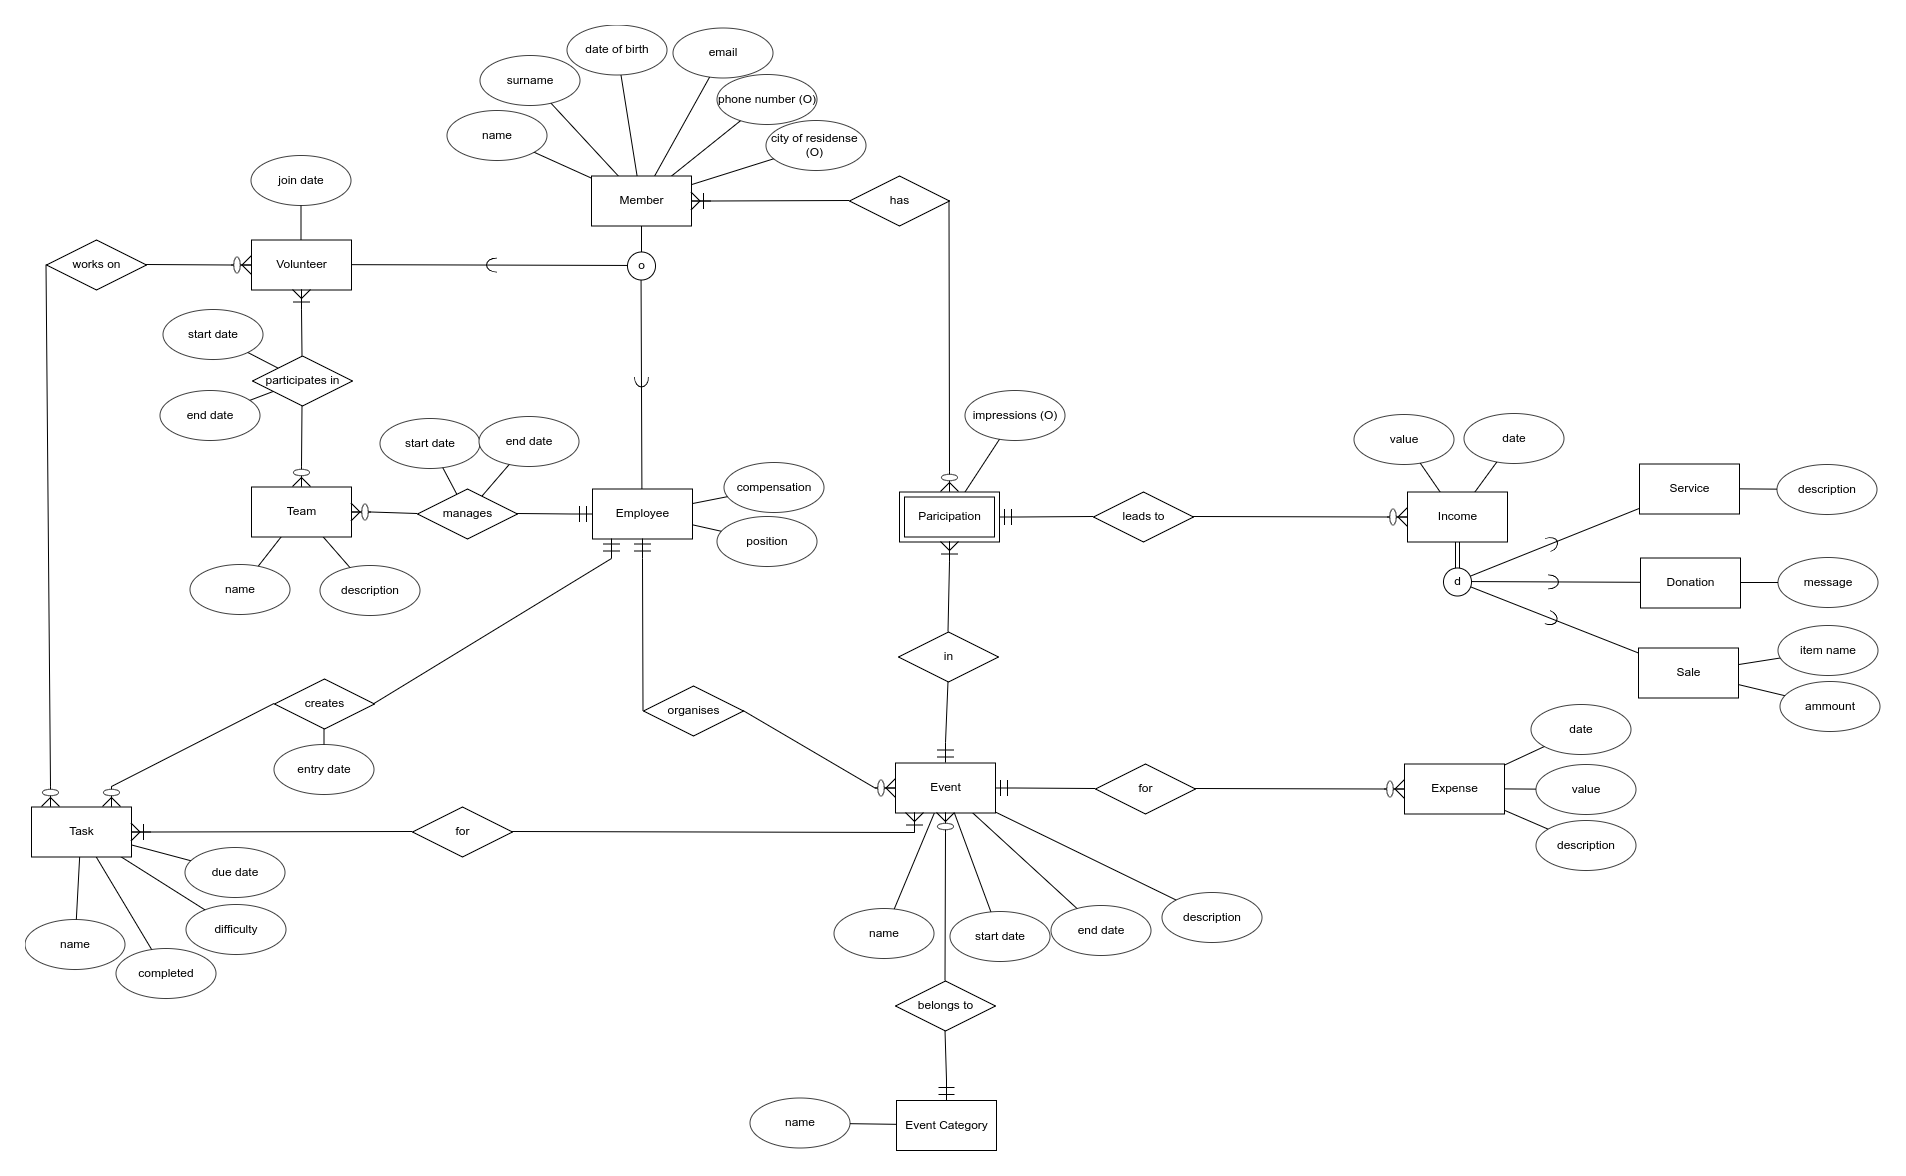 date of birth
email
surname
phone number (O)
name
city of residense
(O)
join date
Member
has
works on
Volunteer
o
start date
participates in
end date
start date
end date
impressions (O)
value
date
compensation
Service
description
Team
manages
Employee
Paricipation
leads to
Income
position
name
description
d
Donation
message
in
item name
Sale
creates
organises
ammount
date
entry date
Event
for
Expense
value
Task
for
description
due date
difficulty
name
completed
name
start date
end date
description
belongs to
name
Event Category